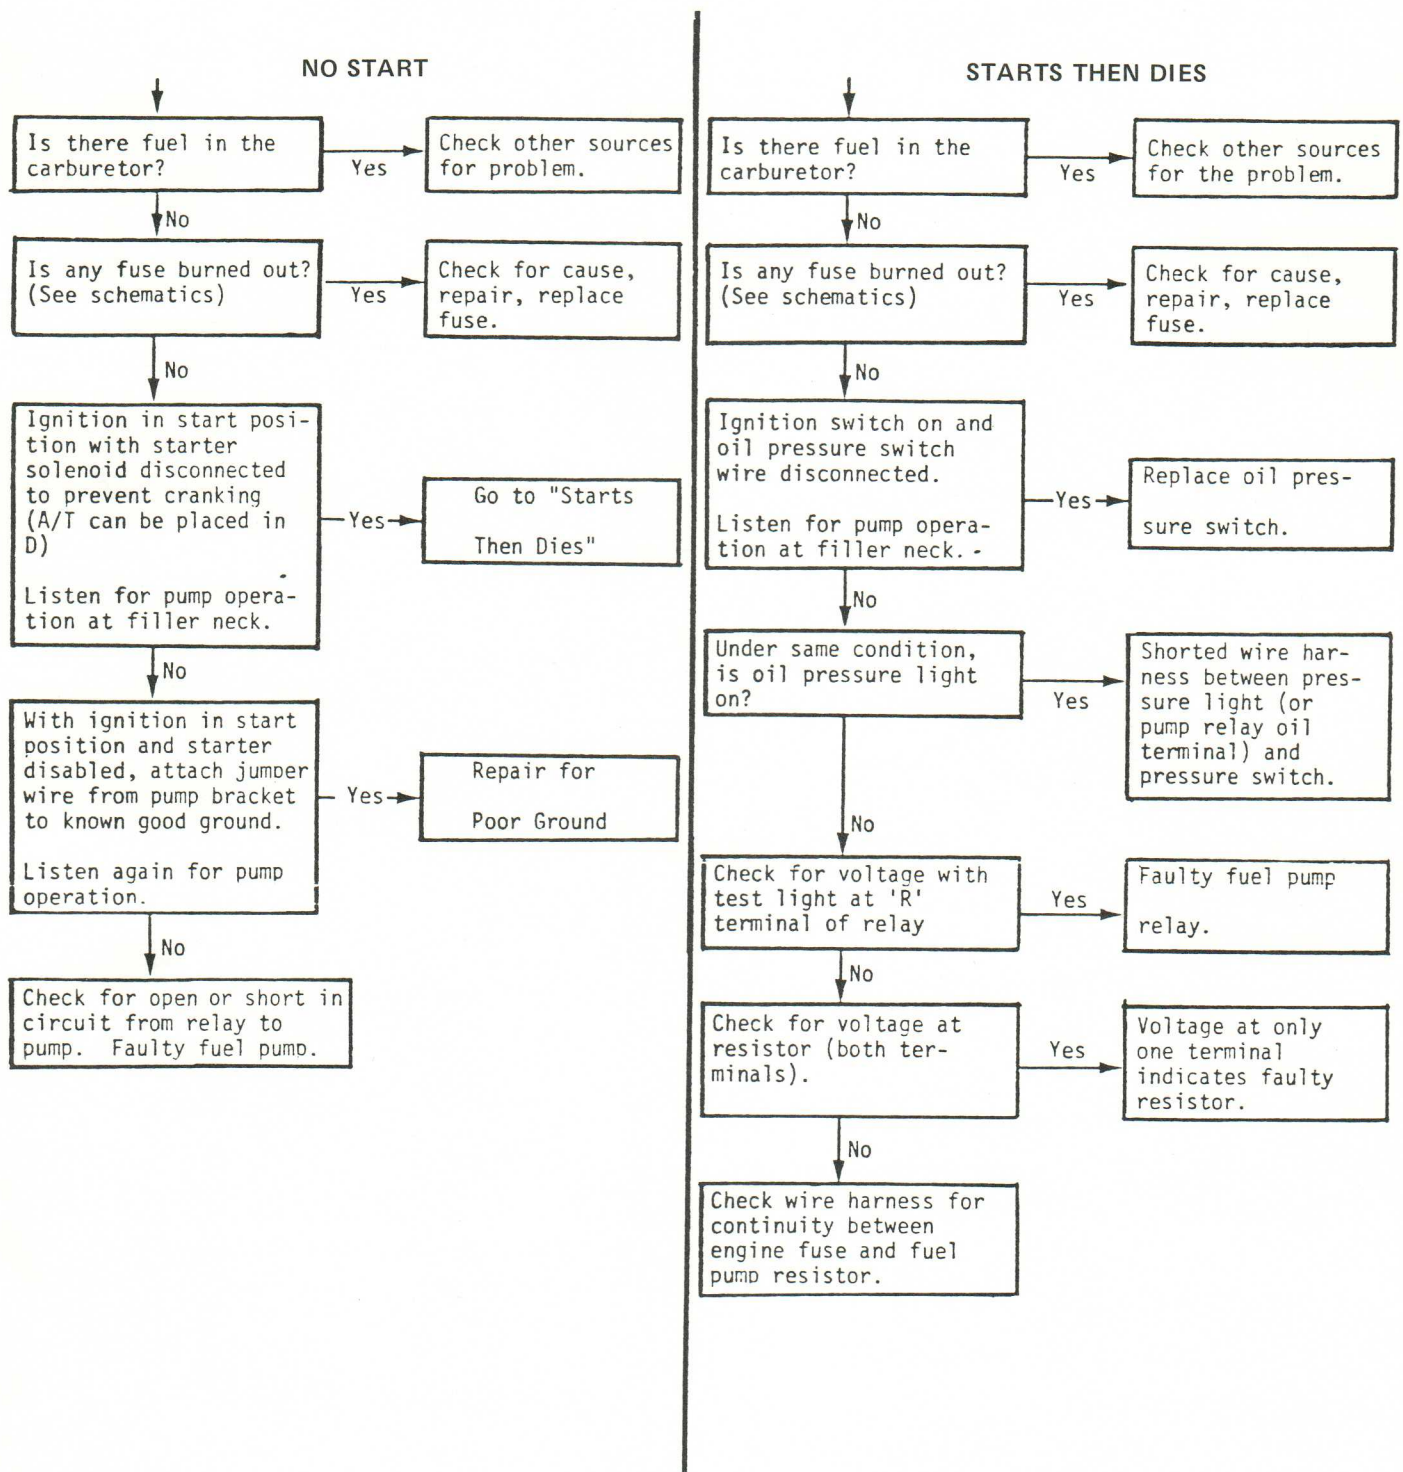 NO START
Is there fuel in the
carburetor?
Yes
Check other sources
for problem.
No
Is any fuse burned out?
(See schematics)
Yes
Check for cause,
repair, replace
fuse.
No
Ignition in start posi-
tion with starter
solenoid disconnected
to prevent cranking
(A/T can be placed in
D)
Listen for pump opera-
tion at filler neck.
Yes
Go to "Starts
Then Dies"
No
With ignition in start
position and starter
disabled, attach jumper
wire from pump bracket
to known good ground.
Listen again for pump
operation.
Yes
Repair for
Poor Ground
No
Check for open or short in
circuit from relay to
pump. Faulty fuel pump.
STARTS THEN DIES
Is there fuel in the
carburetor?
Yes
Check other sources
for the problem.
No
Is any fuse burned out?
(See schematics)
Yes
Check for cause,
repair, replace
fuse.
No
Ignition switch on and
oil pressure switch
wire disconnected.
Listen for pump opera-
tion at filler neck.
Yes
Replace oil pres-
sure switch.
No
Under same condition,
is oil pressure light
on?
Yes
Shorted wire har-
ness between pres-
sure light (or
pump relay oil
terminal) and
pressure switch.
No
Check for voltage with
test light at 'R'
terminal of relay
Yes
Faulty fuel pump
relay.
No
Check for voltage at
resistor (both ter-
minals).
Yes
Voltage at only
one terminal
indicates faulty
resistor.
No
Check wire harness for
continuity between
engine fuse and fuel
pump resistor.